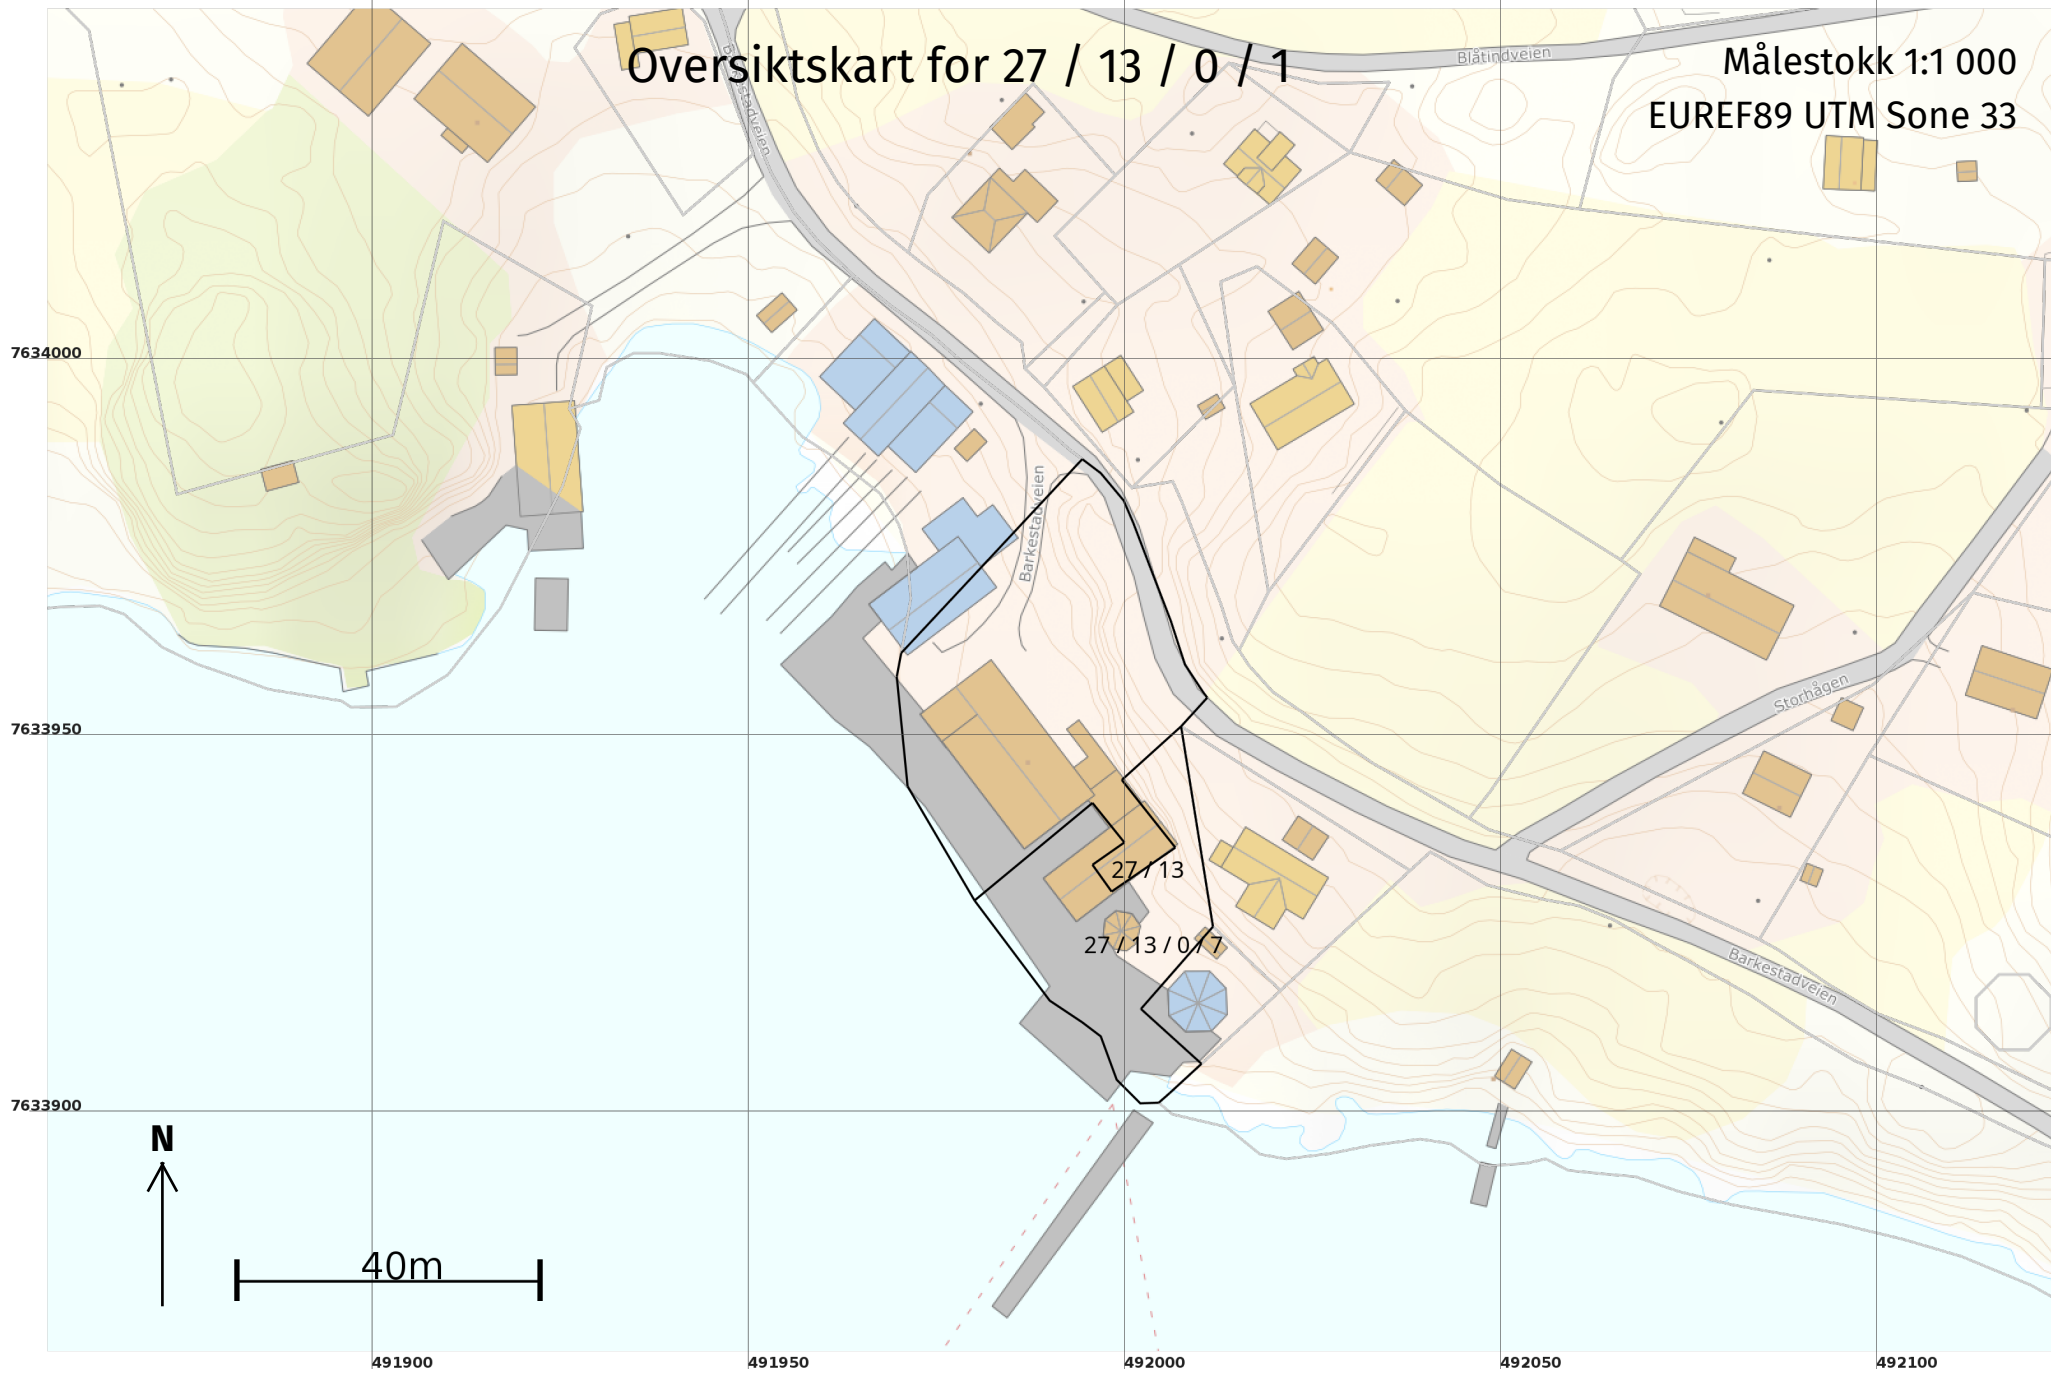 Oversiktskart for 27 / 13 / 0 / 1
Målestokk 1:1 000
EUREF89 UTM Sone 33
Blåtindveien
Barkestadveien
7634000
Barkestadveien
Storhågen
7633950
27 / 13
27 / 13 / 0 / 7
Barkestadveien
7633900
N
40m
491900
491950
492000
492050
492100